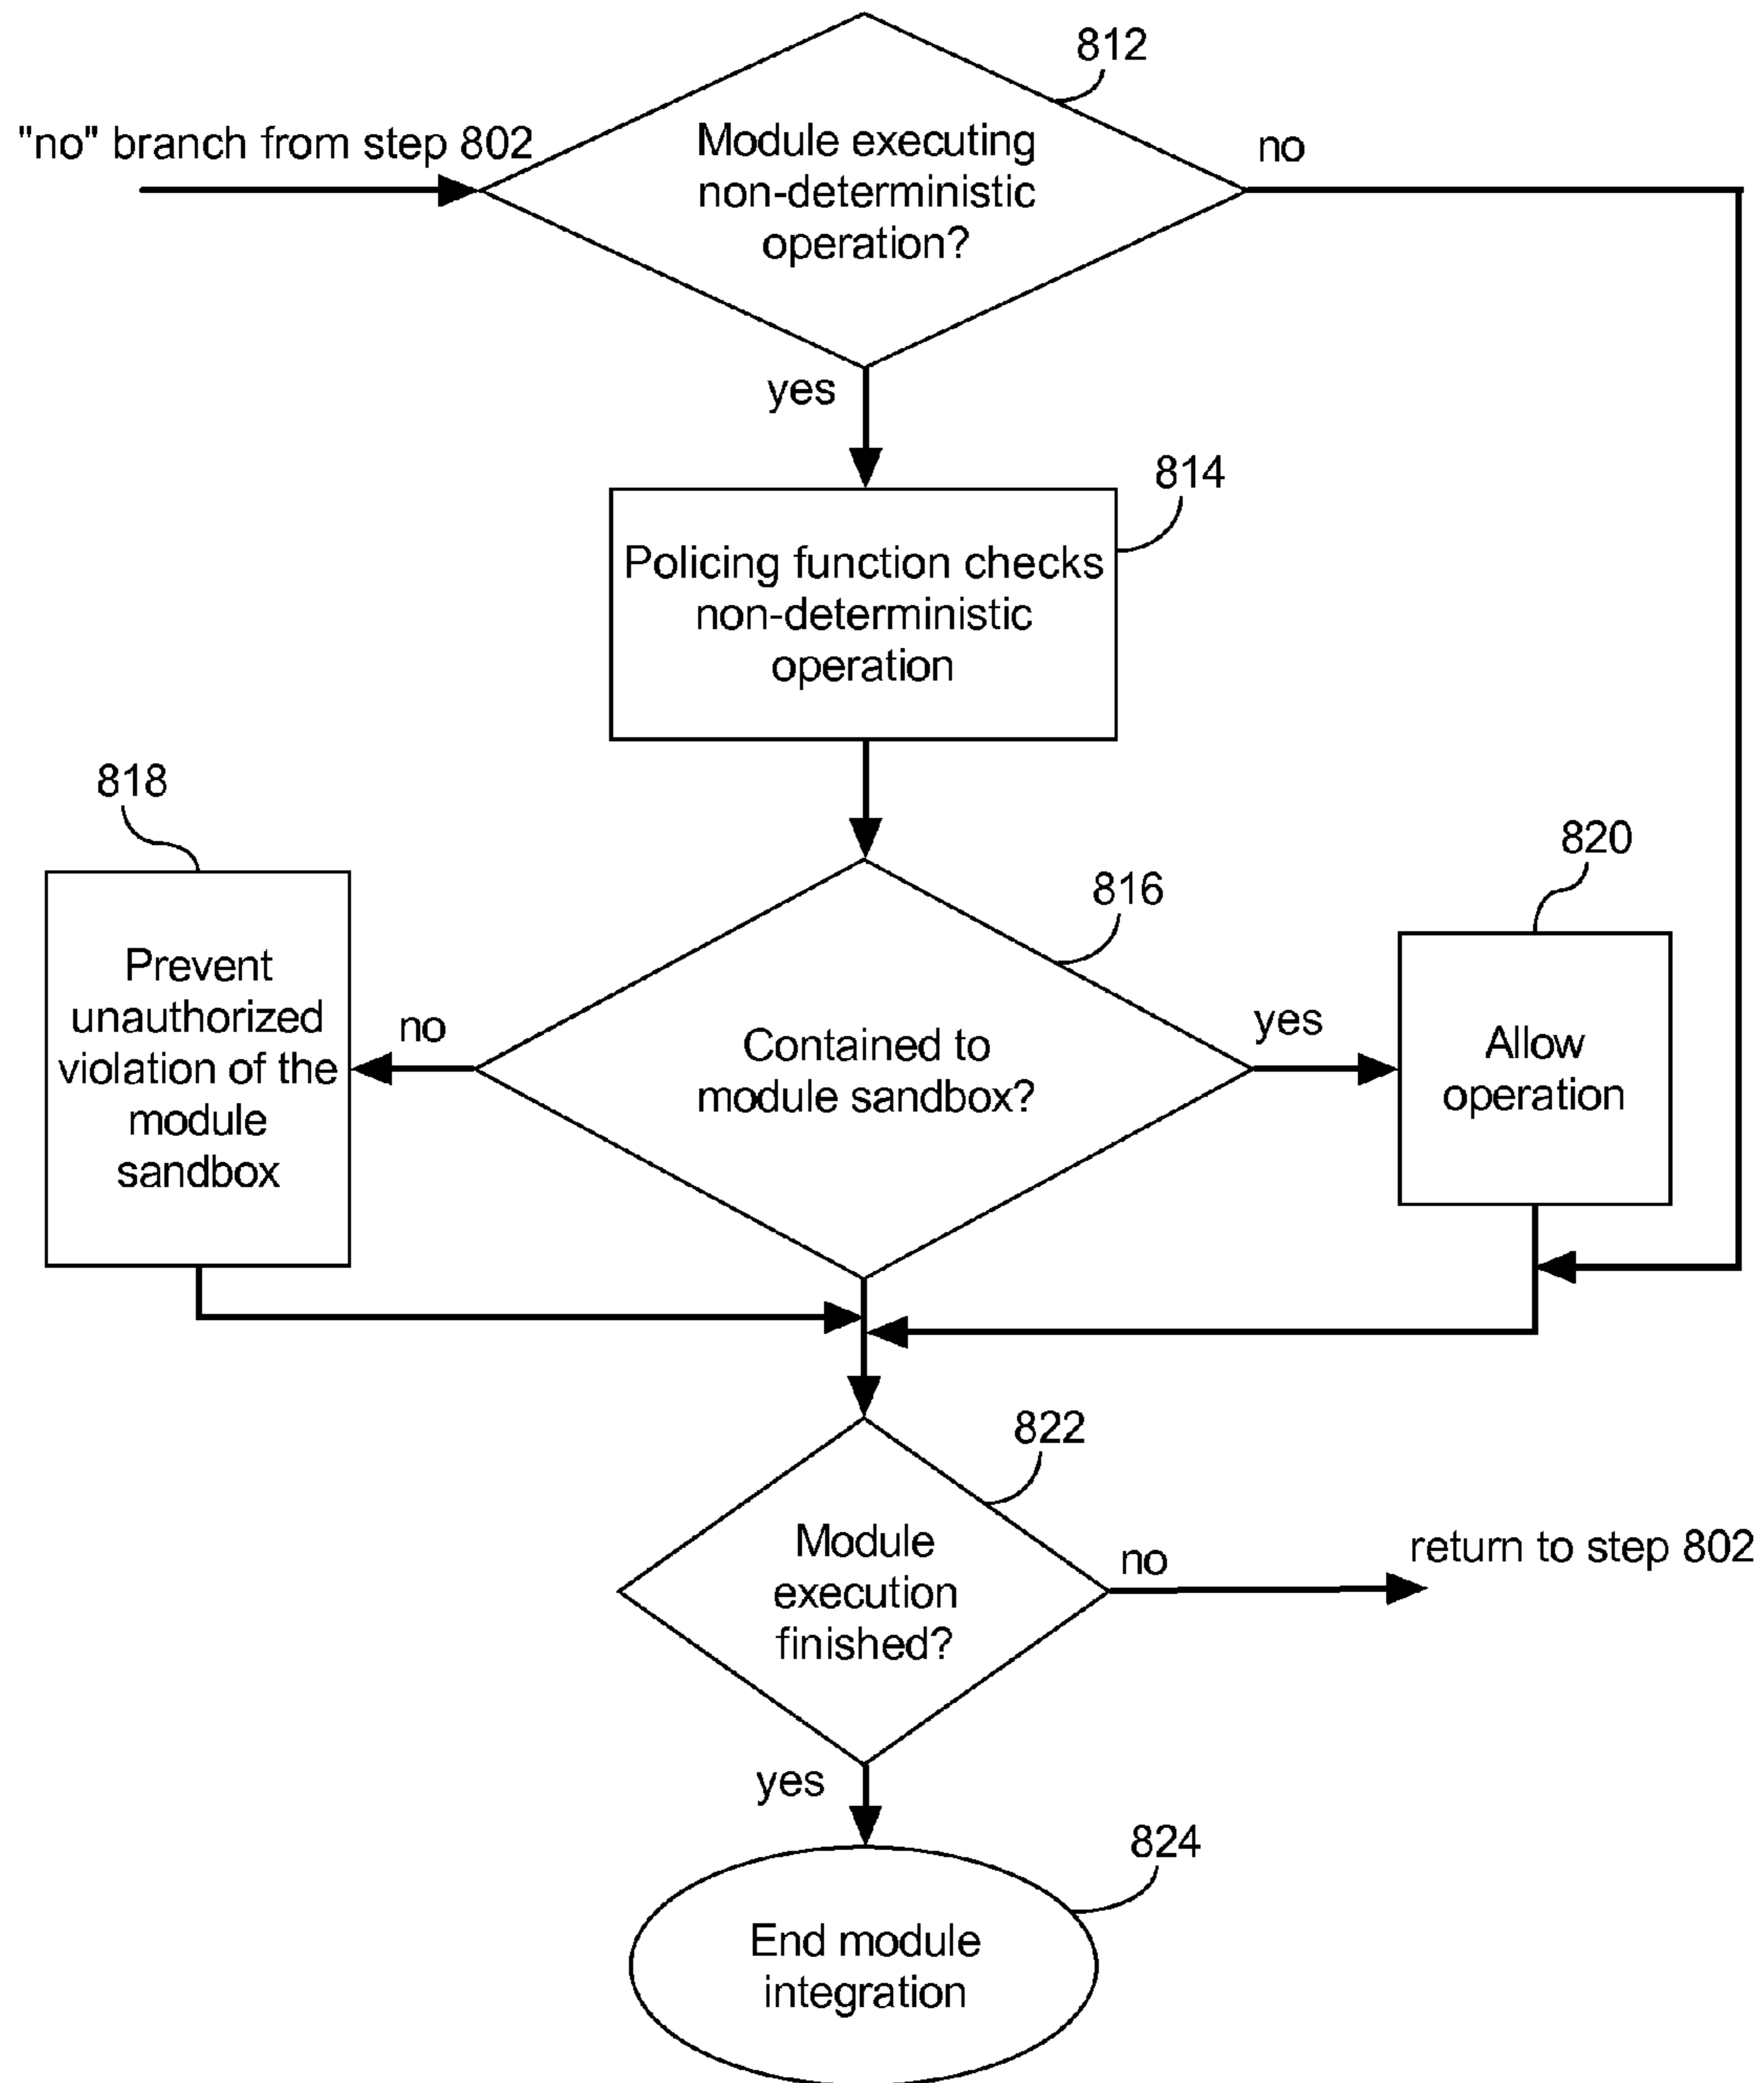 812
"no" branch from step 802
Module executing
non-deterministic
operation?
no
yes
814
Policing function checks
non-deterministic
operation
818
820
816
Prevent
unauthorized
violation of the
module
sandbox
no
Contained to
module sandbox?
yes
Allow
operation
822
Module
execution
finished?
no
return to step 802
yes
824
End module
integration